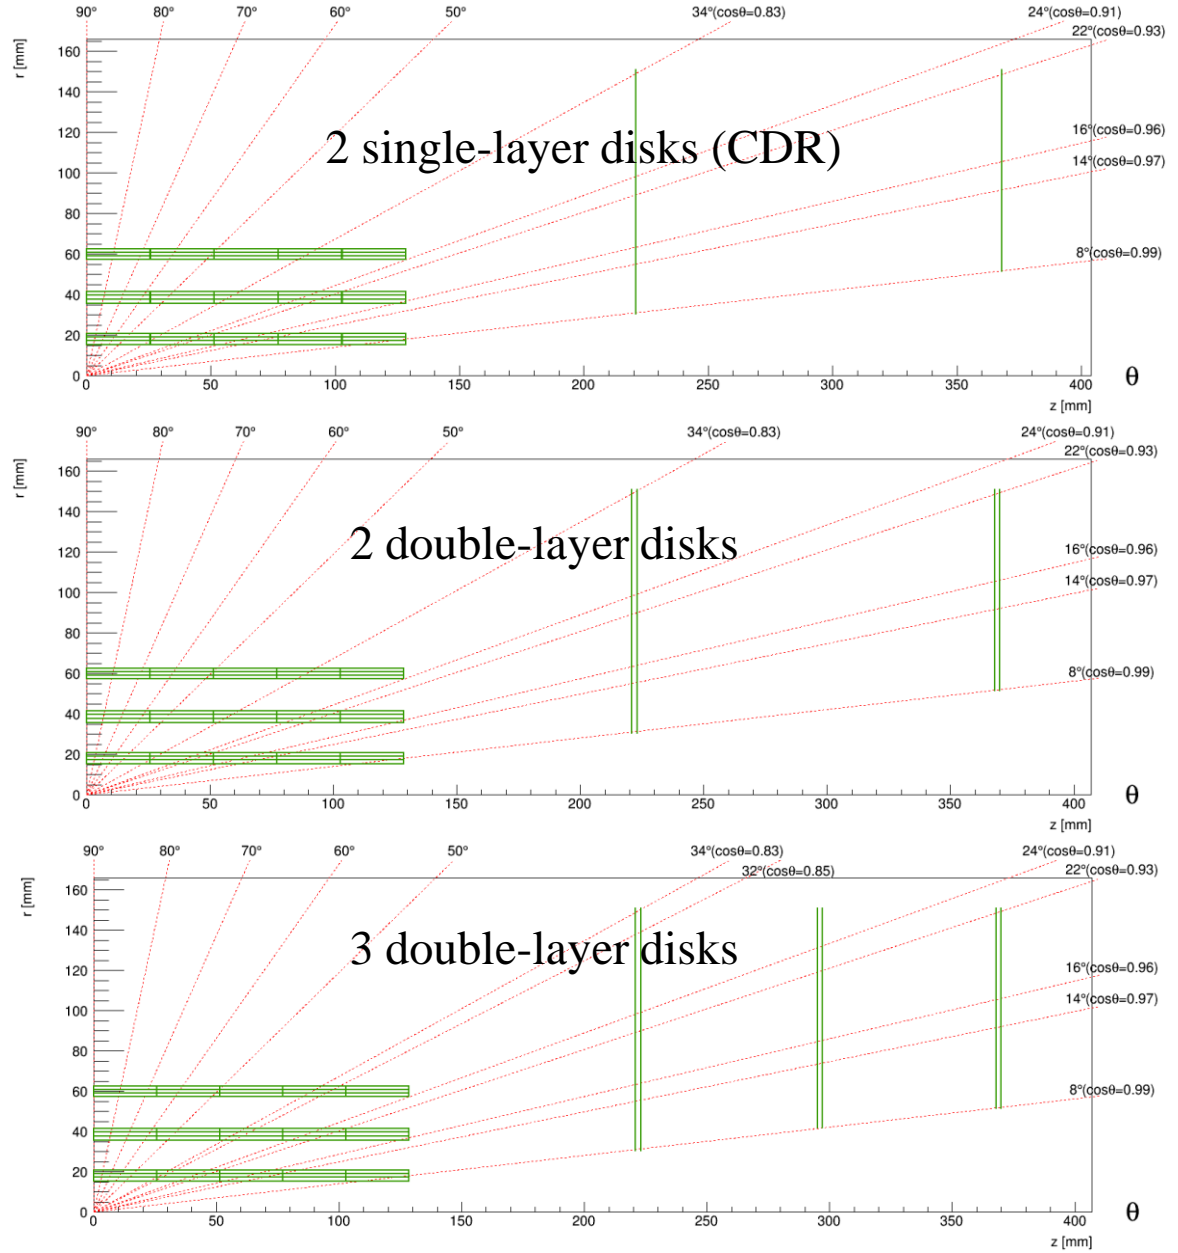 90° 80° 70° 60° 50° 34°(cosθ=0.83) 24°(cosθ=0.91)
22°(cosθ=0.93)
r [mm]
160
140
2 single-layer disks (CDR)
16°(cosθ=0.96)
120
14°(cosθ=0.97)
100
80
60
8°(cosθ=0.99)
40
20
0
0 50 100 150 200 250 300 350 400
θ
z [mm]
90° 80° 70° 60° 50° 34°(cosθ=0.83) 24°(cosθ=0.91)
22°(cosθ=0.93)
r [mm]
160
140
2 double-layer disks
16°(cosθ=0.96)
120
14°(cosθ=0.97)
100
80
60
8°(cosθ=0.99)
40
20
0
0 50 100 150 200 250 300 350 400
θ
z [mm]
90° 80° 70° 60° 50° 34°(cosθ=0.83) 24°(cosθ=0.91)
32°(cosθ=0.85) 22°(cosθ=0.93)
r [mm]
160
140
3 double-layer disks
16°(cosθ=0.96)
120
14°(cosθ=0.97)
100
80
60
8°(cosθ=0.99)
40
20
0
0 50 100 150 200 250 300 350 400
θ
z [mm]